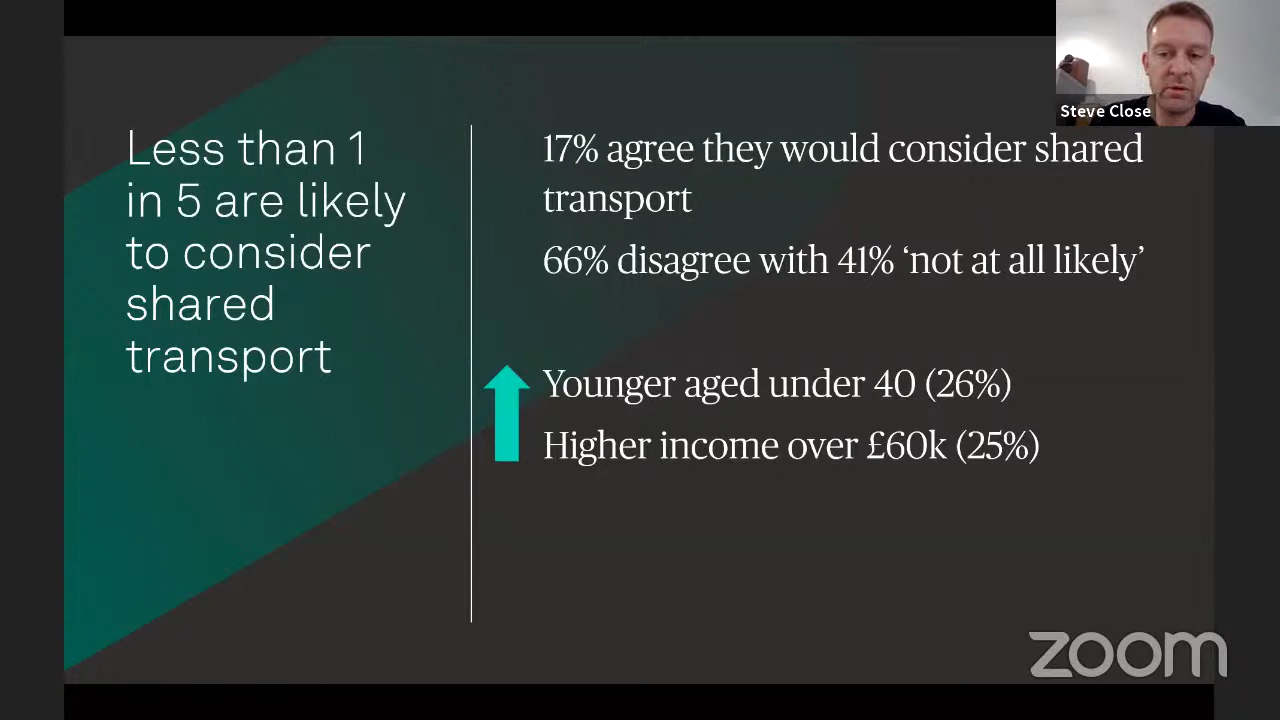 Steve Close
Less than 1
in 5 are likely
to consider
shared
transport
17% agree they would consider shared
transport
66% disagree with 41% ‘not at all likely’
Younger aged under 40 (26%)
Higher income over £60k (25%)
zoom